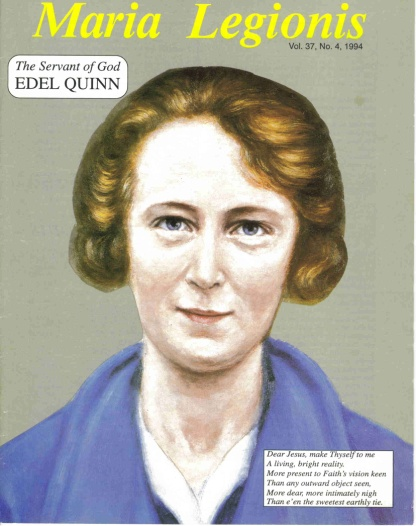 Maria Legionis
Vol. 37, No. 4, 1994
The Servant of God
EDEL QUINN
Dear Jesus, make Thyself to me
A living, bright reality.
More present to Faith's vision keen
Than any outward object seen,
More dear, more intimately nigh
Than e'en the sweetest earthly tie.